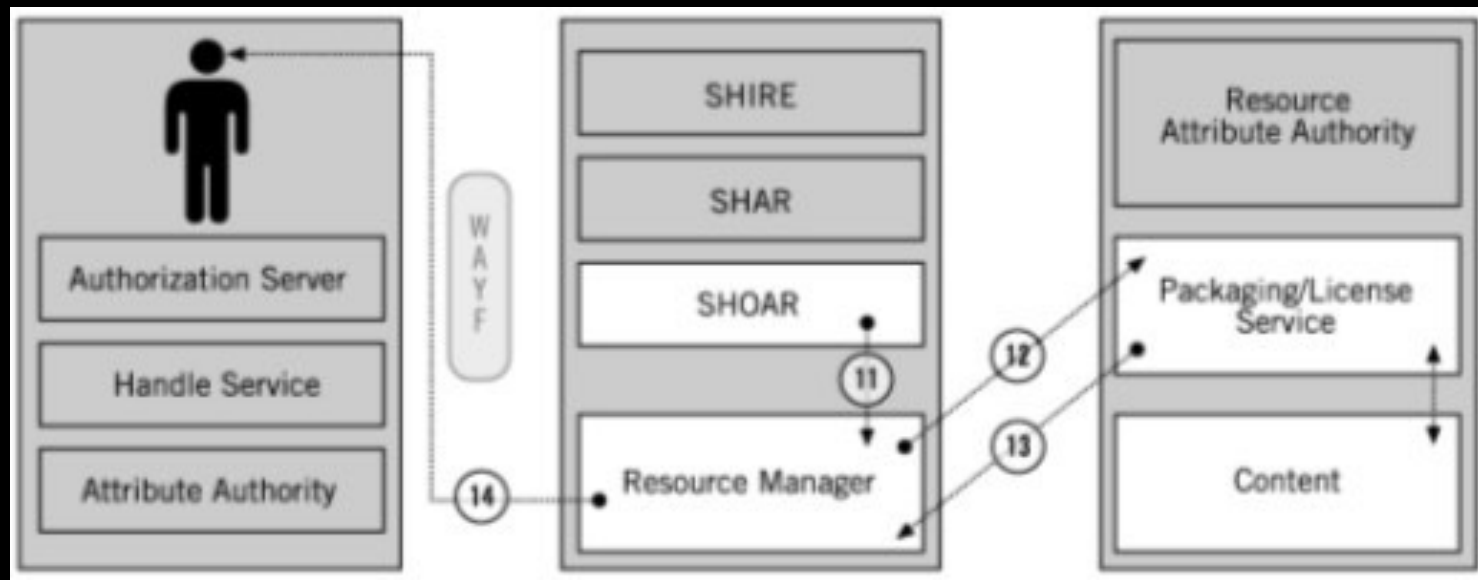 Authorization Server
Handle Service
Attribute Authority
W
A
Y
F
SHIRE
SHAR
SHOAR
11
Resource Manager
14
12
13
Resource
Attribute Authority
Packaging/License
Service
Content